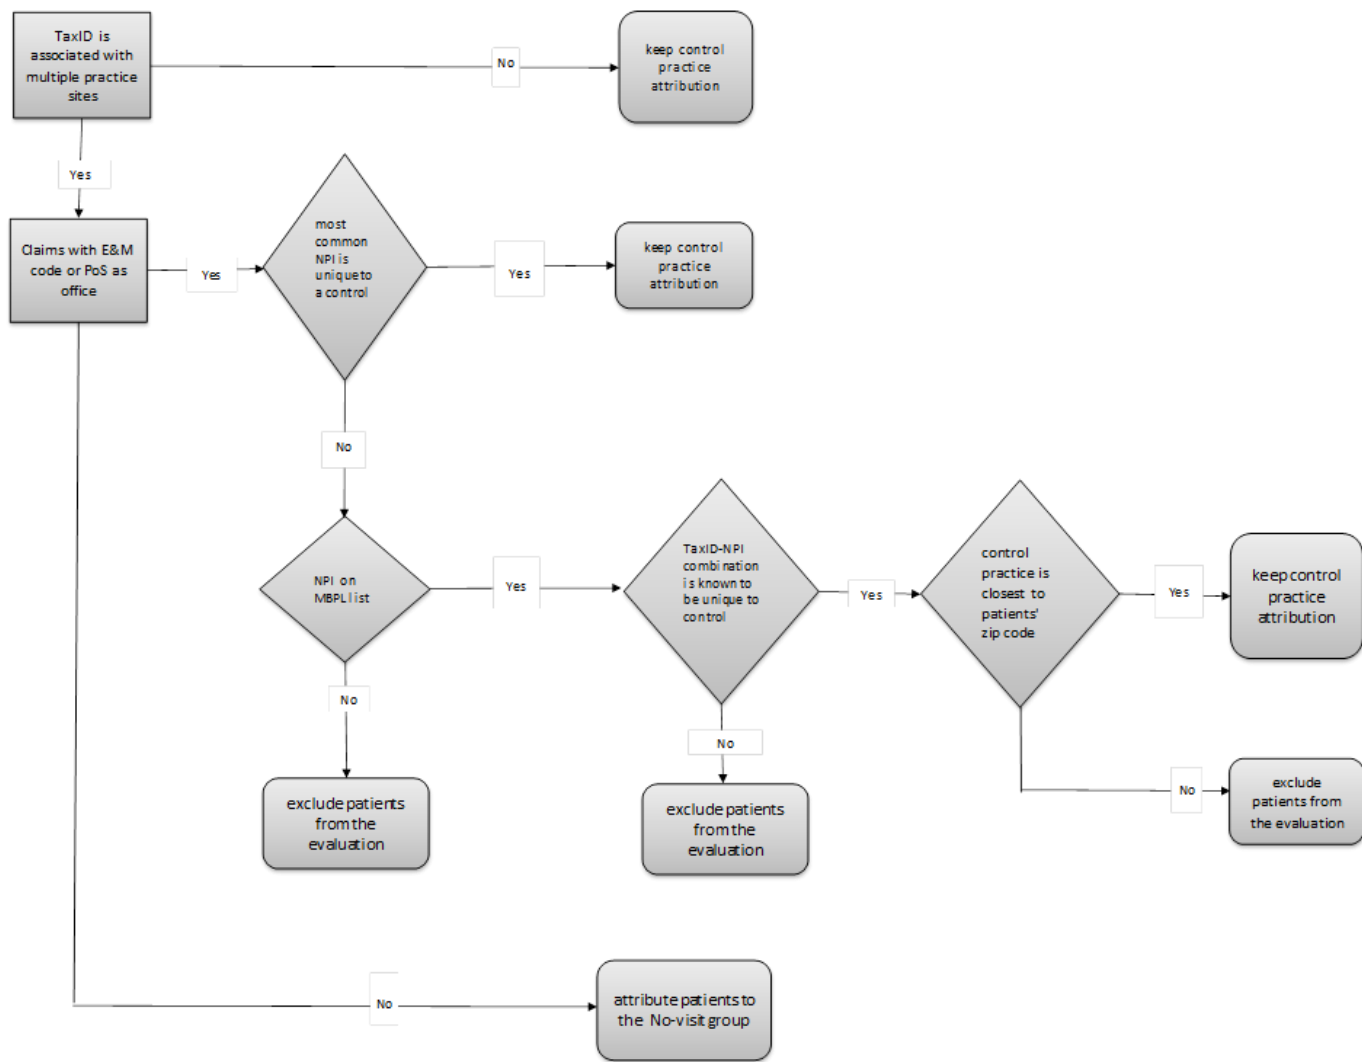 TaxID is
associated with
multiple practice
sites
No
keep control
practice
attribution
Yes
Claims with E&M
code or PoS as
office
Yes
most
common
NPI is
unique to
a control
Yes
keep control
practice
attribution
No
NPI on
MBPL list
Yes
TaxID-NPI
combination
is known to
be unique to
control
Yes
control
practice is
closest to
patients'
zip code
Yes
keep control
practice
attribution
No
exclude patients
from the
evaluation
No
exclude patients
from the
evaluation
No
exclude
patients from
the evaluation
No
attribute patients to
the No-visit group